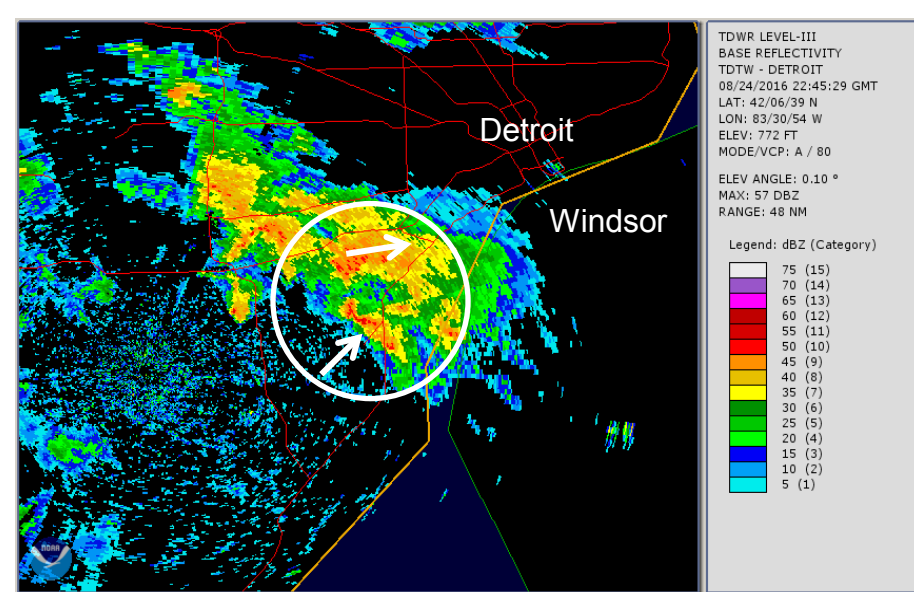 Detroit
Windsor
NOAA
TDWR LEVEL-III
BASE REFLECTIVITY
TDTW - DETROIT
08/24/2016 22:45:29 GMT
LAT: 42/06/39 N
LON: 83/30/54 W
ELEV: 772 FT
MODE/VCP: A / 80
ELEV ANGLE: 0.10 °
MAX: 57 DBZ
RANGE: 48 NM
Legend: dBZ (Category)
75 (15)
70 (14)
65 (13)
60 (12)
55 (11)
50 (10)
45 (9)
40 (8)
35 (7)
30 (6)
25 (5)
20 (4)
15 (3)
10 (2)
5 (1)